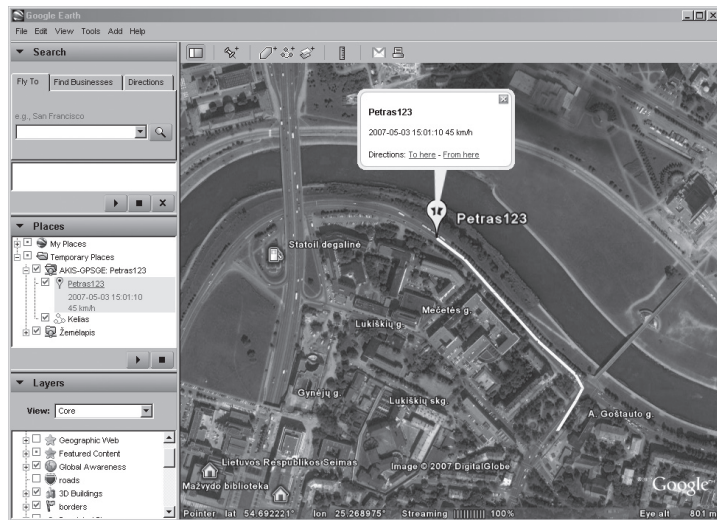 Google Earth
File Edit View Tools Add Help
Search
Fly To Find Businesses Directions
e.g., San Francisco
Places
My Places
Temporary Places
AKIS-GPSGE: Petras123
Petras123
2007-05-03 15:01:10
45 km/h
Kelias
Žemėlapis
Layers
View: Core
Geographic Web
Featured Content
Global Awareness
roads
3D Buildings
borders
Petras123
2007-05-03 15:01:10 45 km/h
Directions: To here - From here
Petras123
Statoil degalinė
Mečetės g.
Lukiškių g.
Gynėjų g.
Lukiškių skg.
A. Goštauto g.
Lietuvos Respublikos Seimas
Image © 2007 DigitalGlobe
Mažvydo biblioteka
Google
Pointer lat 54.692221° lon 25.268975° Streaming |||||||||| 100% Eye alt 801 m